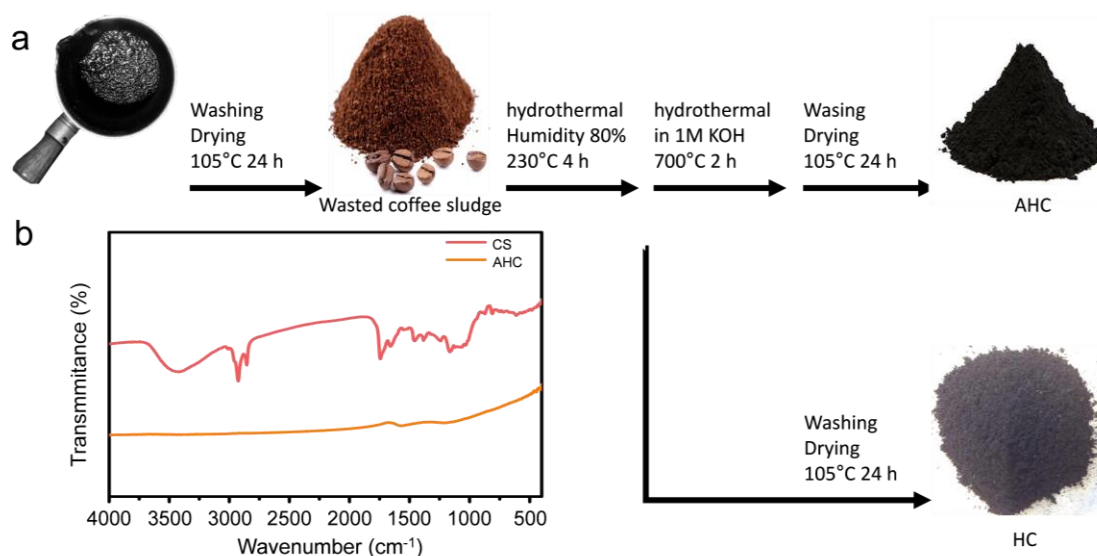 a
Washing
Drying
105°C 24 h
Wasted coffee sludge
hydrothermal
Humidity 80%
230°C 4 h
hydrothermal
in 1M KOH
700°C 2 h
Wasing
Drying
105°C 24 h
AHC
b
CS
AHC
Transmmitance (%)
4000 3500 3000 2500 2000 1500 1000 500
Wavenumber (cm⁻¹)
Washing
Drying
105°C 24 h
HC